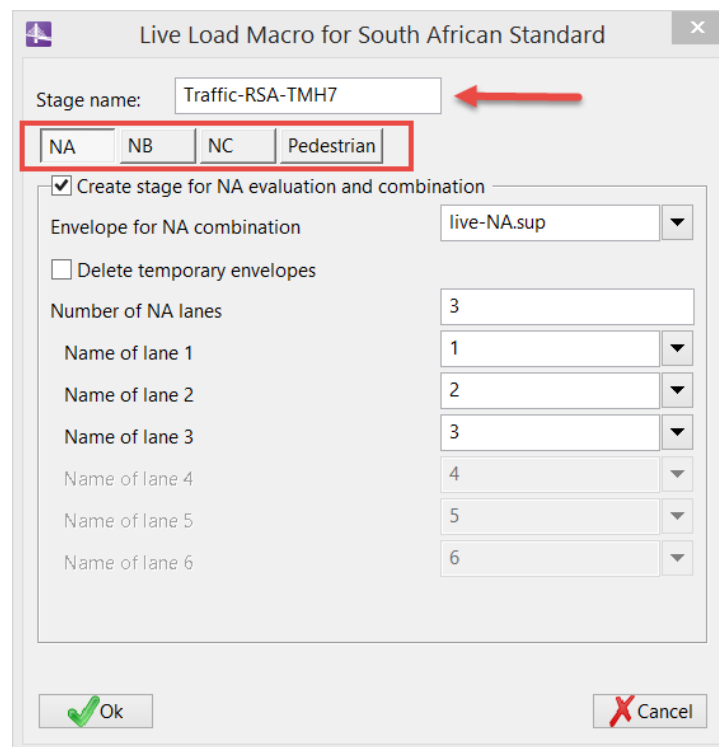 Live Load Macro for South African Standard
Stage name: Traffic-RSA-TMH7
NA NB NC Pedestrian
Create stage for NA evaluation and combination
Envelope for NA combination live-NA.sup
Delete temporary envelopes
Number of NA lanes 3
Name of lane 1 1
Name of lane 2 2
Name of lane 3 3
Name of lane 4 4
Name of lane 5 5
Name of lane 6 6
Ok Cancel